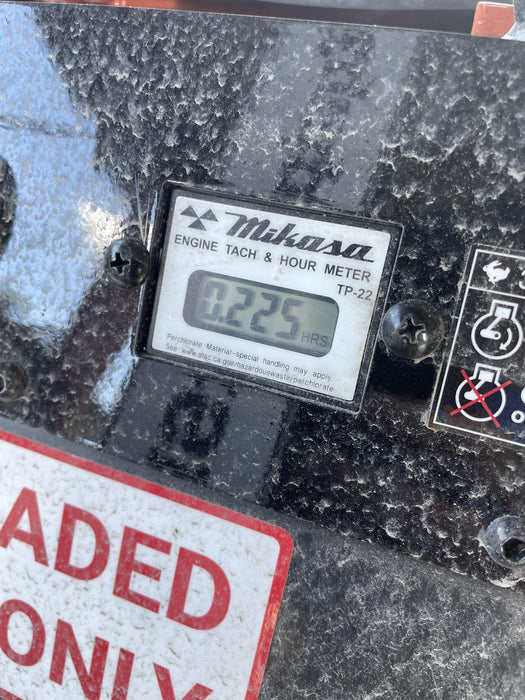 Mikasa
ENGINE TACH & HOUR METER
TP-22
0.225 HRS
Perchlorate Material-special handling may apply.
See www.dtsc.ca.gov/hazardouswaste/perchlorate
ADED
ONLY